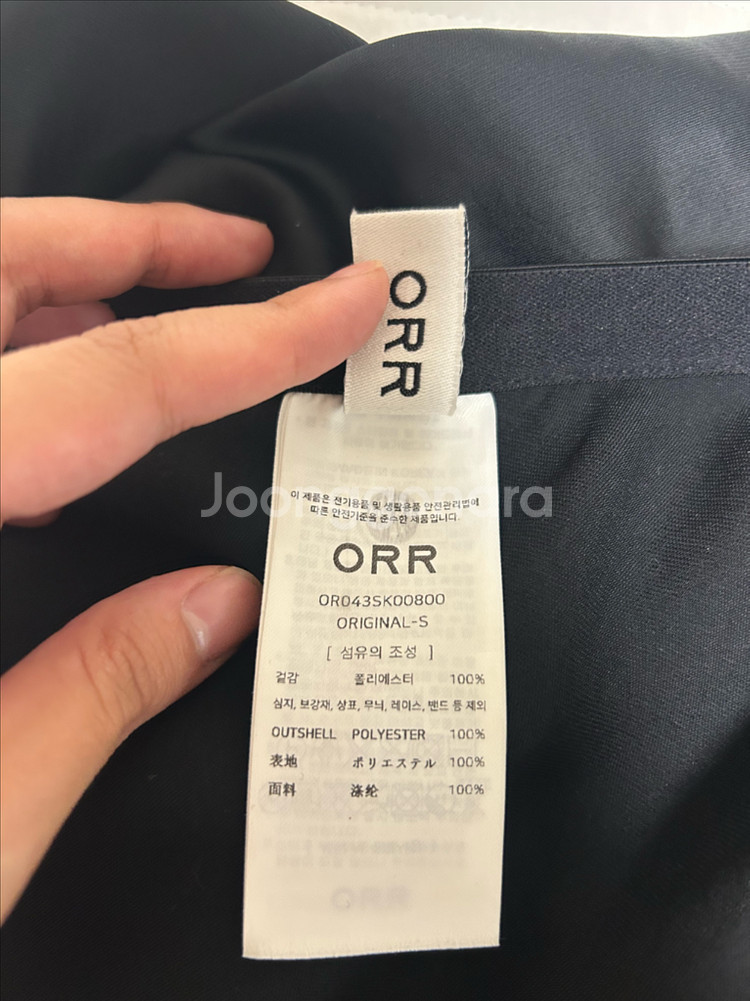 ORR
이 제품은 전기용품 및 생활용품 안전관리법에
따른 안전기준을 준수한 제품입니다.
Joongna
ra
ORR
OR043SK00800
ORIGINAL-S
[ 섬유의 조성 ]
겉감 폴리에스터 100%
심지, 보강재, 상표, 무늬, 레이스, 밴드 등 제외
OUTSHELL POLYESTER 100%
表地 ポリエステル 100%
面料 涤纶 100%